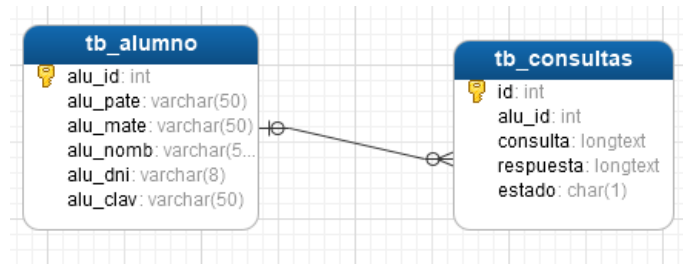 tb_alumno
alu_id: int
alu_pate: varchar(50)
alu_mate: varchar(50)
alu_nomb: varchar(5...
alu_dni: varchar(8)
alu_clav: varchar(50)
tb_consultas
id: int
alu_id: int
consulta: longtext
respuesta: longtext
estado: char(1)